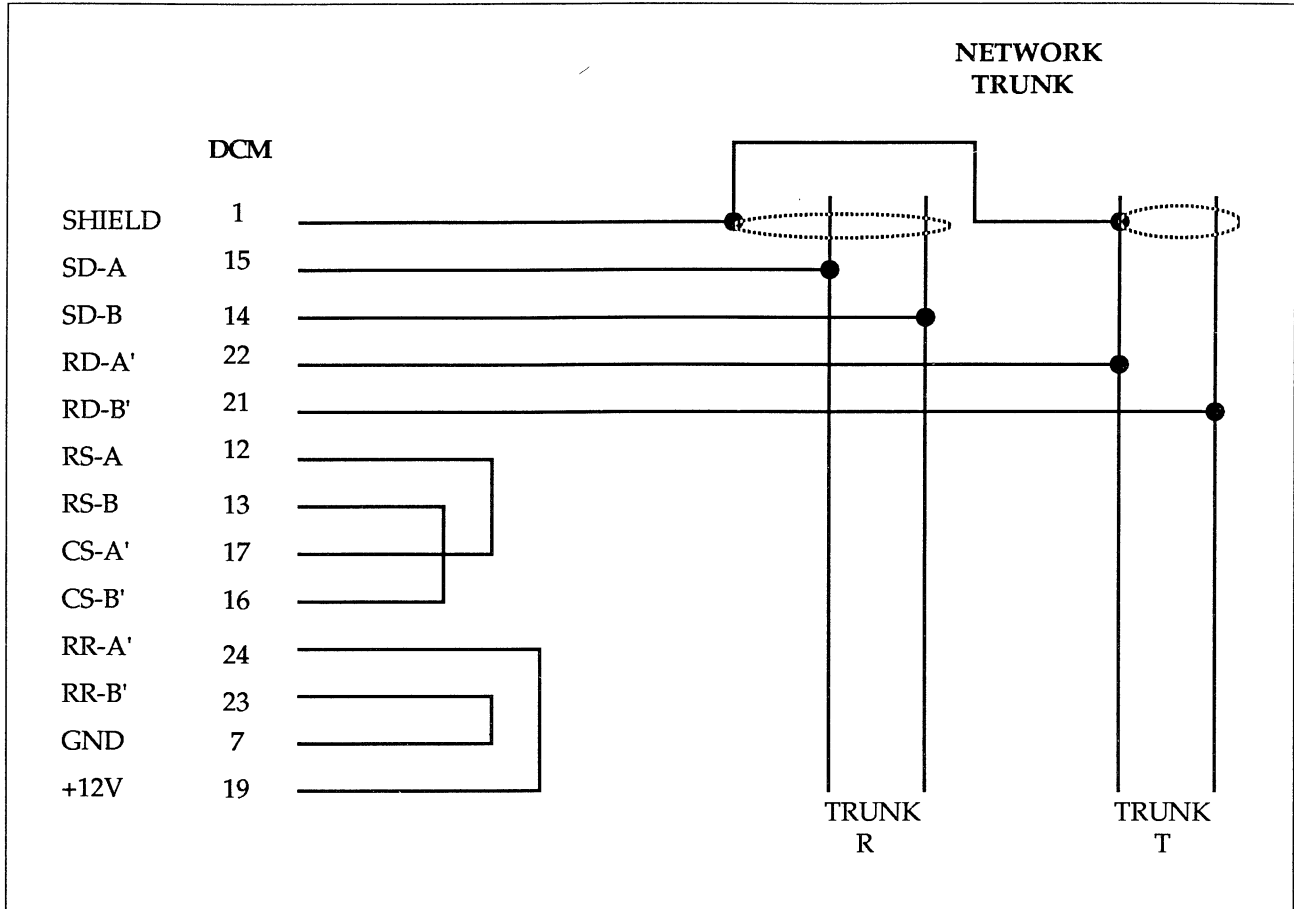 NETWORK
TRUNK
DCM
SHIELD 1
SD-A 15
SD-B 14
RD-A' 22
RD-B' 21
RS-A 12
RS-B 13
CS-A' 17
CS-B' 16
RR-A' 24
RR-B' 23
GND 7
+12V 19
TRUNK
R
TRUNK
T